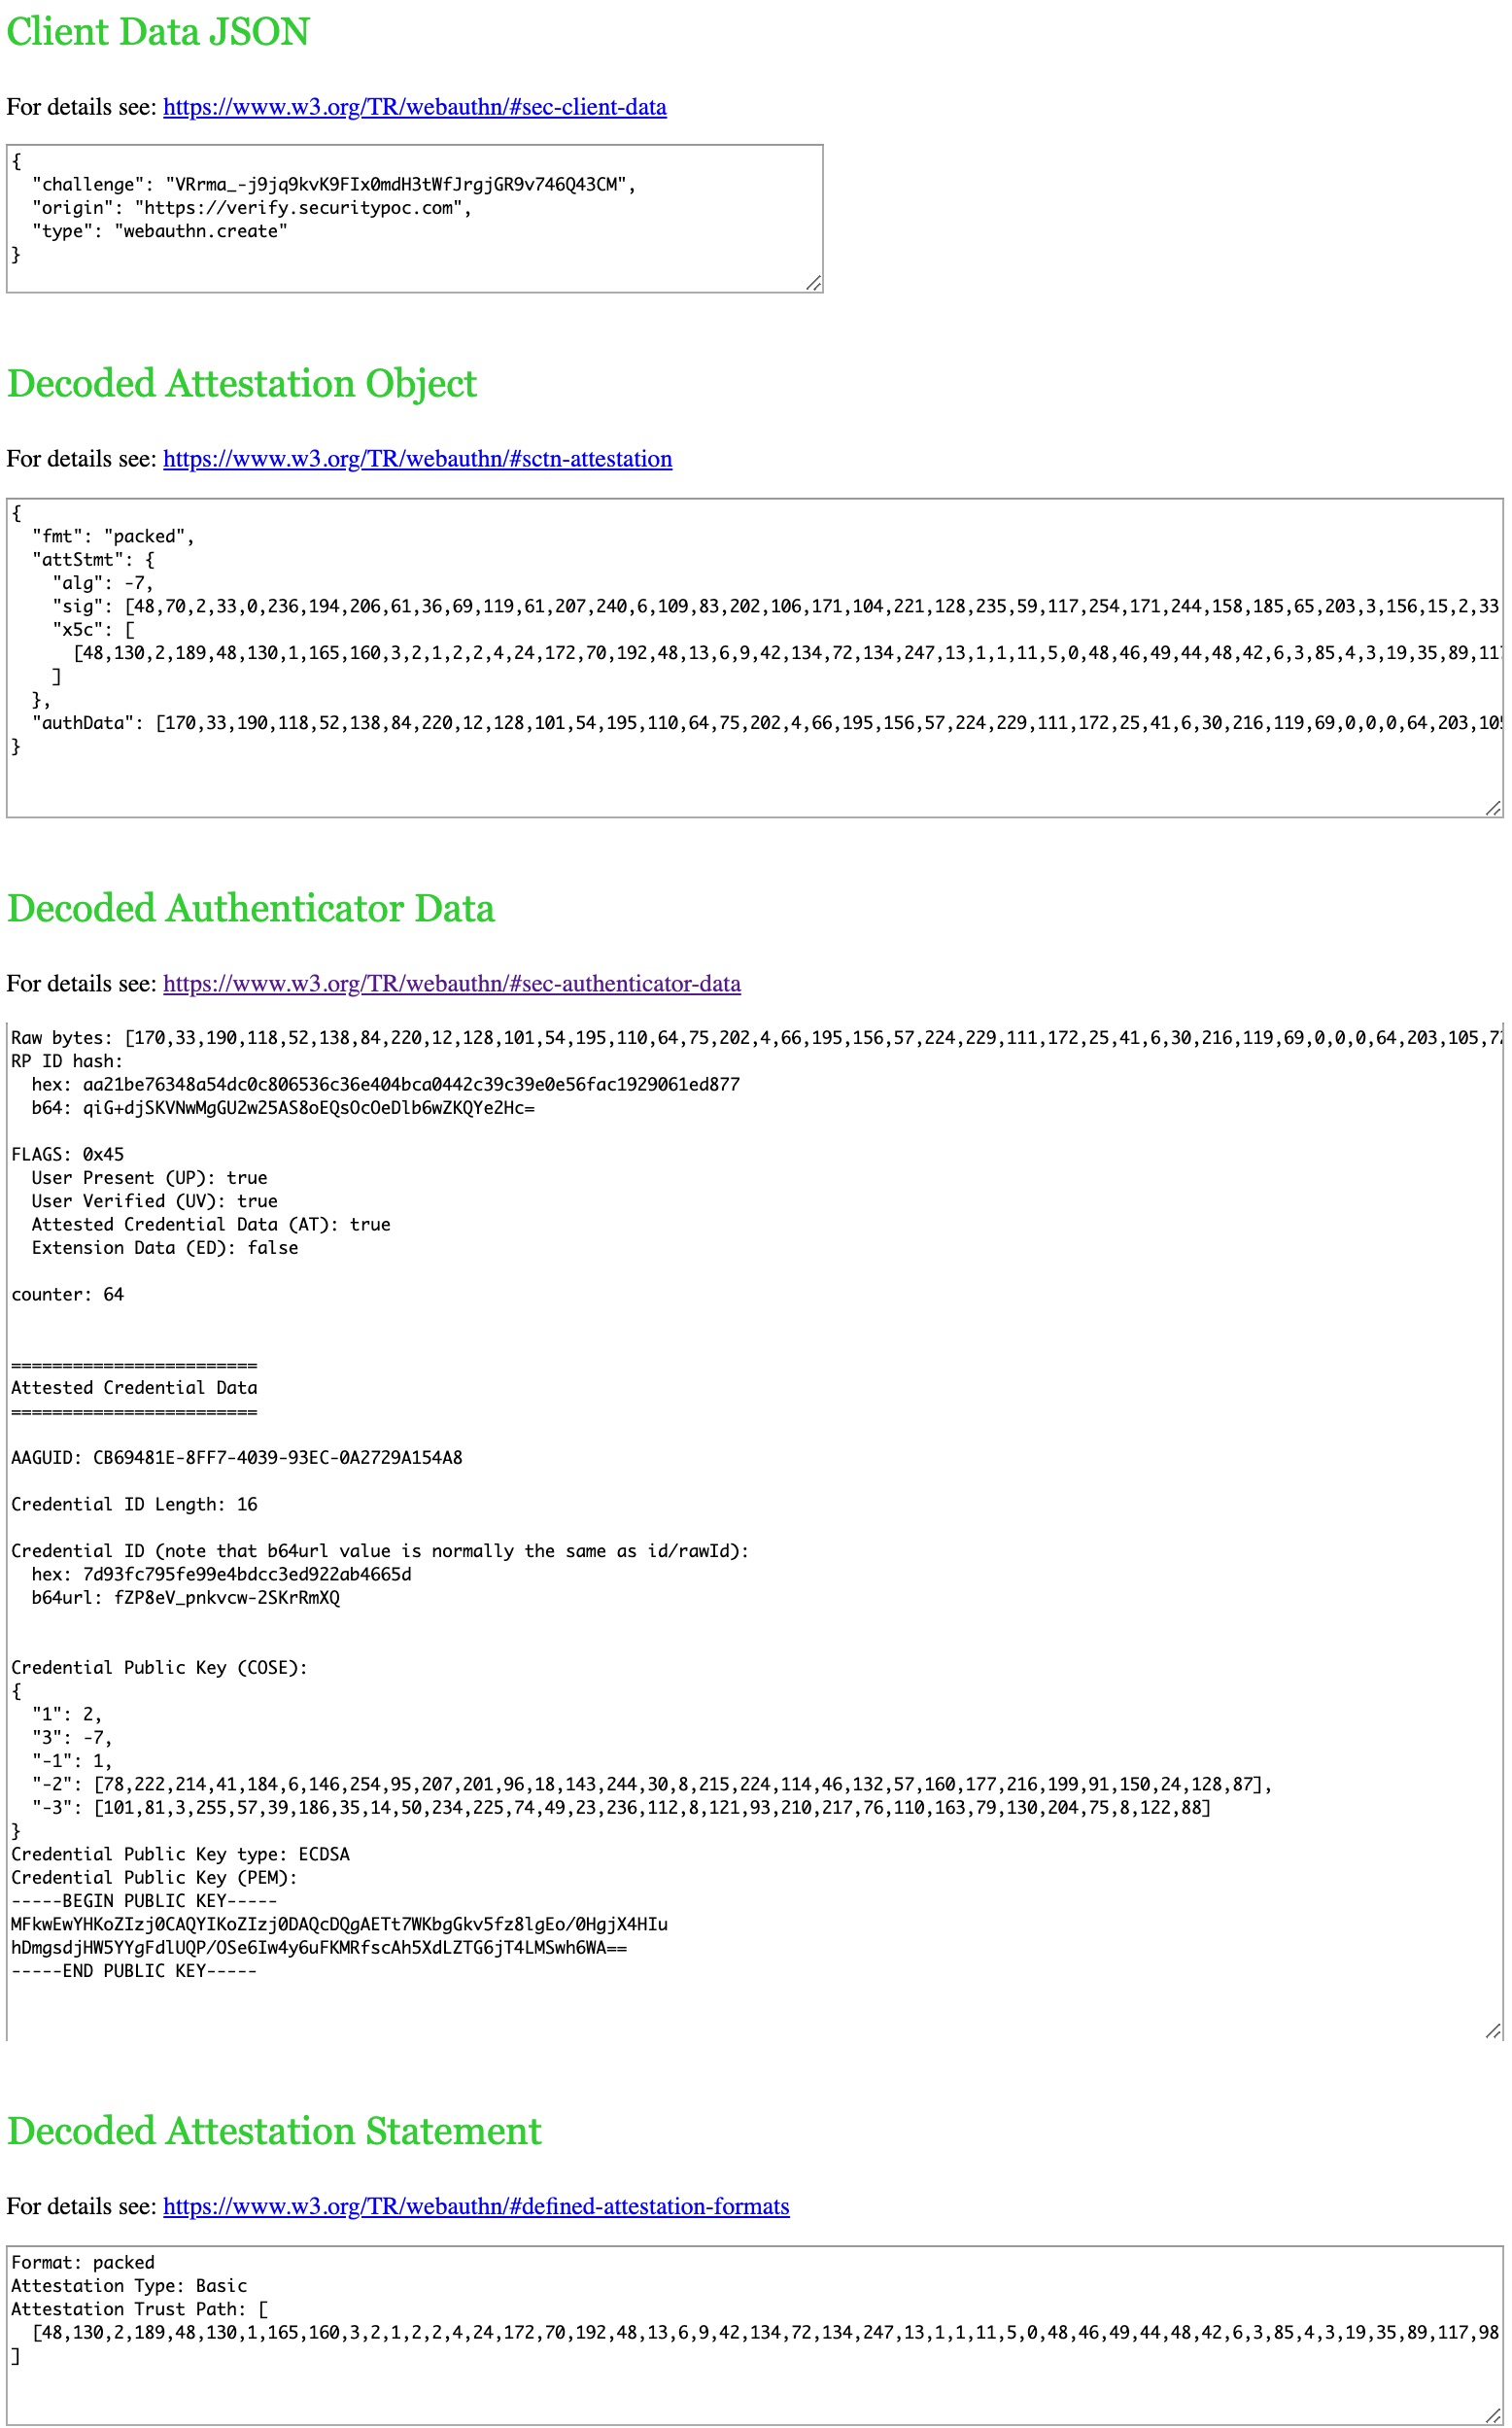 Client Data JSON
For details see: https://www.w3.org/TR/webauthn/#sec-client-data
{
  "challenge": "VRrma_-j9jq9kvK9FIx0mdH3tWfJrgjGR9v746Q43CM",
  "origin": "https://verify.securitypoc.com",
  "type": "webauthn.create"
}
Decoded Attestation Object
For details see: https://www.w3.org/TR/webauthn/#sctn-attestation
{
  "fmt": "packed",
  "attStmt": {
    "alg": -7,
    "sig": [48,70,2,33,0,236,194,206,61,36,69,119,61,207,240,6,109,83,202,106,171,104,221,128,235,59,117,254,171,244,158,185,65,203,3,156,15,2,33
    "x5c": [
      [48,130,2,189,48,130,1,165,160,3,2,1,2,2,4,24,172,70,192,48,13,6,9,42,134,72,134,247,13,1,1,11,5,0,48,46,49,44,48,42,6,3,85,4,3,19,35,89,117
    ]
  },
  "authData": [170,33,190,118,52,138,84,220,12,128,101,54,195,110,64,75,202,4,66,195,156,57,224,229,111,172,25,41,6,30,216,119,69,0,0,0,64,203,105
}
Decoded Authenticator Data
For details see: https://www.w3.org/TR/webauthn/#sec-authenticator-data
Raw bytes: [170,33,190,118,52,138,84,220,12,128,101,54,195,110,64,75,202,4,66,195,156,57,224,229,111,172,25,41,6,30,216,119,69,0,0,0,64,203,105,72
RP ID hash:
  hex: aa21be76348a54dc0c806536c36e404bca0442c39c39e0e56fac1929061ed877
  b64: qiG+djSKVNwMgGU2w25AS8oEQsOcOeDlb6wZKQYe2Hc=
FLAGS: 0x45
  User Present (UP): true
  User Verified (UV): true
  Attested Credential Data (AT): true
  Extension Data (ED): false
counter: 64
========================
Attested Credential Data
========================
AAGUID: CB69481E-8FF7-4039-93EC-0A2729A154A8
Credential ID Length: 16
Credential ID (note that b64url value is normally the same as id/rawId):
  hex: 7d93fc795fe99e4bdcc3ed922ab4665d
  b64url: fZP8eV_pnkvcw-2SKrRmXQ
Credential Public Key (COSE):
{
  "1": 2,
  "3": -7,
  "-1": 1,
  "-2": [78,222,214,41,184,6,146,254,95,207,201,96,18,143,244,30,8,215,224,114,46,132,57,160,177,216,199,91,150,24,128,87],
  "-3": [101,81,3,255,57,39,186,35,14,50,234,225,74,49,23,236,112,8,121,93,210,217,76,110,163,79,130,204,75,8,122,88]
}
Credential Public Key type: ECDSA
Credential Public Key (PEM):
-----BEGIN PUBLIC KEY-----
MFkwEwYHKoZIzj0CAQYIKoZIzj0DAQcDQgAETt7WKbgGkv5fz8lgEo/0HgjX4HIu
hDmgsdjHW5YYgFdlUQP/OSe6Iw4y6uFKMRfscAh5XdLZTG6jT4LMSwh6WA==
-----END PUBLIC KEY-----
Decoded Attestation Statement
For details see: https://www.w3.org/TR/webauthn/#defined-attestation-formats
Format: packed
Attestation Type: Basic
Attestation Trust Path: [
  [48,130,2,189,48,130,1,165,160,3,2,1,2,2,4,24,172,70,192,48,13,6,9,42,134,72,134,247,13,1,1,11,5,0,48,46,49,44,48,42,6,3,85,4,3,19,35,89,117,98
]